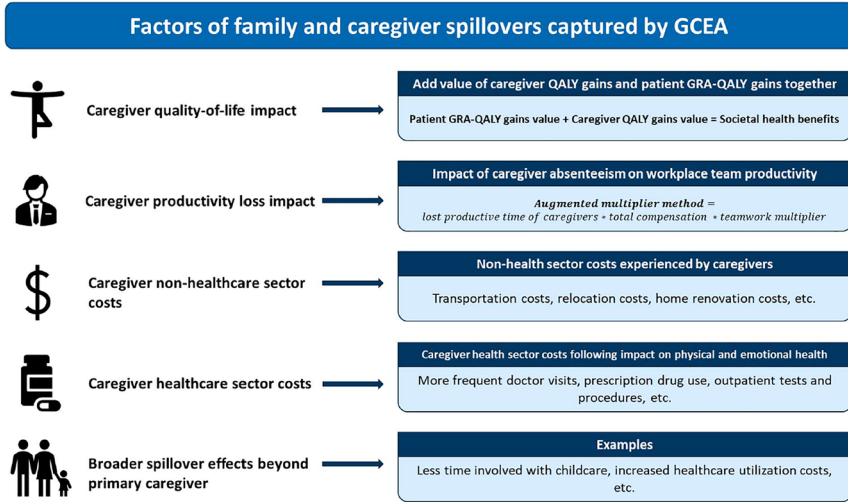 Factors of family and caregiver spillovers captured by GCEA
Caregiver quality-of-life impact
Add value of caregiver QALY gains and patient GRA-QALY gains together
Patient GRA-QALY gains value + Caregiver QALY gains value = Societal health benefits
Caregiver productivity loss impact
Impact of caregiver absenteeism on workplace team productivity
Augmented multiplier method =
lost productive time of caregivers * total compensation * teamwork multiplier
Caregiver non-healthcare sector
costs
Non-health sector costs experienced by caregivers
Transportation costs, relocation costs, home renovation costs, etc.
Caregiver healthcare sector costs
Caregiver health sector costs following impact on physical and emotional health
More frequent doctor visits, prescription drug use, outpatient tests and
procedures, etc.
Broader spillover effects beyond
primary caregiver
Examples
Less time involved with childcare, increased healthcare utilization costs,
etc.